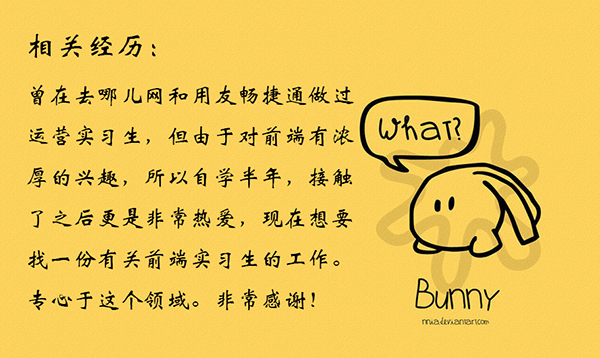 相关经历：
曾在去哪儿网和用友畅捷通做过
运营实习生，但由于对前端有浓
厚的兴趣，所以自学半年，接触
了之后更是非常热爱，现在想要
找一份有关前端实习生的工作。
专心于这个领域。非常感谢！
What?
Bunny